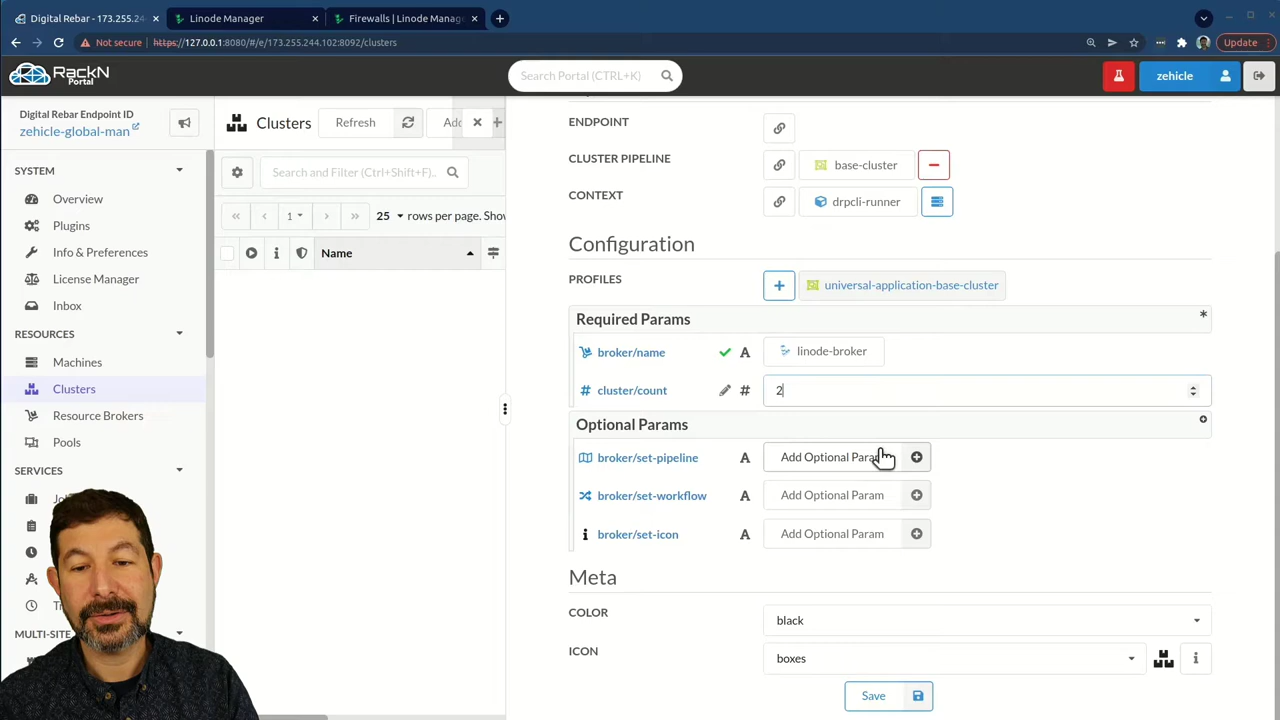 Digital Rebar - 173.255.24
Linode Manager
Firewalls | Linode Manag
Not secure
https://127.0.0.1:8080/#/e/173.255.244.102:8092/clusters
Update
RACKN
Portal
Search Portal (CTRL+K)
zehicle
Digital Rebar Endpoint ID
zehicle-global-man
SYSTEM
Overview
Plugins
Info & Preferences
License Manager
Inbox
RESOURCES
Machines
Clusters
Resource Brokers
Pools
SERVICES
MULTI-SITE
Clusters
Refresh
Search and Filter (Ctrl+Shift+F)..
1
25
rows per page. Show
Name
ENDPOINT
CLUSTER PIPELINE
base-cluster
CONTEXT
drpcli-runner
Configuration
PROFILES
universal-application-base-cluster
Required Params
broker/name
A
linode-broker
cluster/count
#
2
Optional Params
broker/set-pipeline
A
Add Optional Param
broker/set-workflow
A
Add Optional Param
broker/set-icon
A
Add Optional Param
Meta
COLOR
black
ICON
boxes
Save